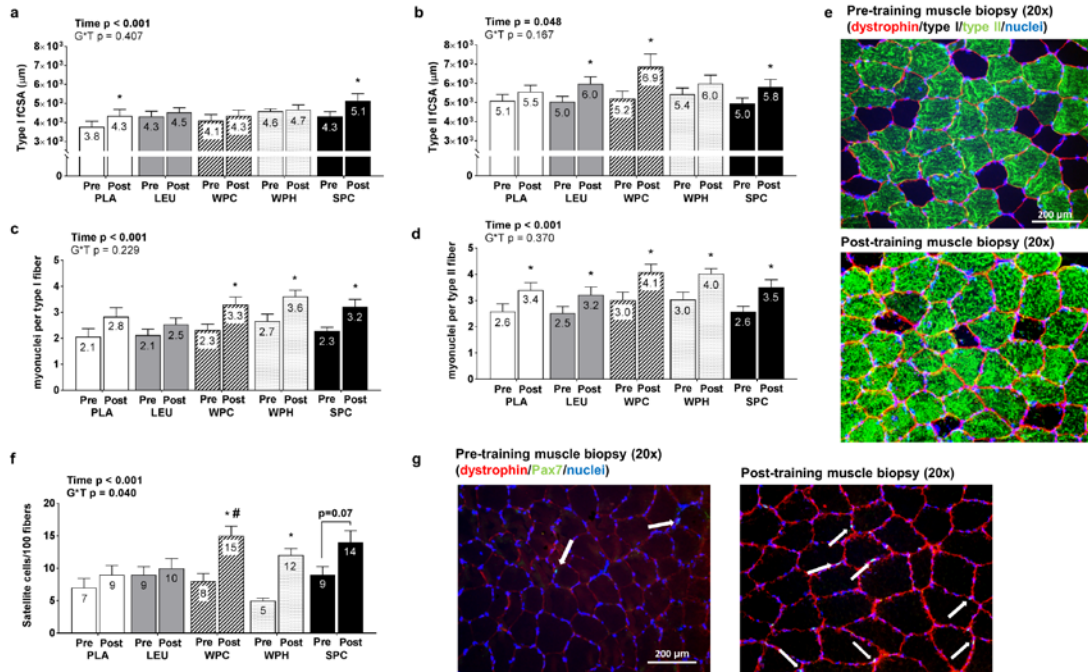 a
Time p < 0.001
G*T p = 0.407
Type I fCSA (μm)
8×10³
7×10³
6×10³
5×10³
4×10³
3×10³
0
3.8 4.3 4.3 4.5 4.1 4.3 4.6 4.7 4.3 5.1
* *
Pre Post Pre Post Pre Post Pre Post Pre Post
PLA LEU WPC WPH SPC
b
Time p = 0.048
G*T p = 0.167
Type II fCSA (μm)
8×10³
7×10³
6×10³
5×10³
4×10³
3×10³
0
5.1 5.5 5.0 6.0 5.2 6.9 5.4 6.0 5.0 5.8
* * *
Pre Post Pre Post Pre Post Pre Post Pre Post
PLA LEU WPC WPH SPC
c
Time p < 0.001
G*T p = 0.229
myonuclei per type I fiber
5
4
3
2
1
0
2.1 2.8 2.1 2.5 2.3 3.3 2.7 3.6 2.3 3.2
* * *
Pre Post Pre Post Pre Post Pre Post Pre Post
PLA LEU WPC WPH SPC
d
Time p < 0.001
G*T p = 0.370
myonuclei per type II fiber
5
4
3
2
1
0
2.6 3.4 2.5 3.2 3.0 4.1 3.0 4.0 2.6 3.5
* * * * *
Pre Post Pre Post Pre Post Pre Post Pre Post
PLA LEU WPC WPH SPC
e
Pre-training muscle biopsy (20x)
(dystrophin/type I/type II/nuclei)
200 μm
Post-training muscle biopsy (20x)
f
Time p < 0.001
G*T p = 0.040
Satellite cells/100 fibers
20
15
10
5
0
7 9 9 10 8 15 5 12 9 14
* # * p=0.07
Pre Post Pre Post Pre Post Pre Post Pre Post
PLA LEU WPC WPH SPC
g
Pre-training muscle biopsy (20x)
(dystrophin/Pax7/nuclei)
200 μm
Post-training muscle biopsy (20x)